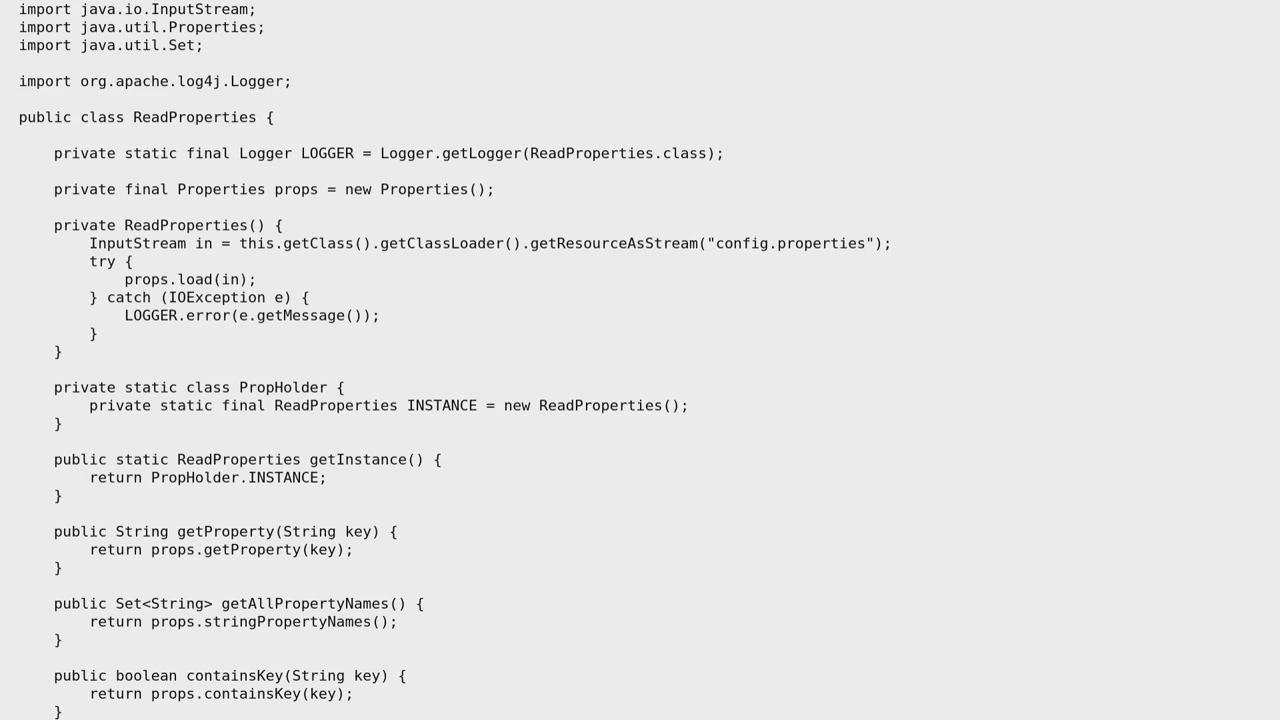 import java.io.InputStream;
import java.util.Properties;
import java.util.Set;

import org.apache.log4j.Logger;

public class ReadProperties {

    private static final Logger LOGGER = Logger.getLogger(ReadProperties.class);

    private final Properties props = new Properties();

    private ReadProperties() {
        InputStream in = this.getClass().getClassLoader().getResourceAsStream("config.properties");
        try {
            props.load(in);
        } catch (IOException e) {
            LOGGER.error(e.getMessage());
        }
    }

    private static class PropHolder {
        private static final ReadProperties INSTANCE = new ReadProperties();
    }

    public static ReadProperties getInstance() {
        return PropHolder.INSTANCE;
    }

    public String getProperty(String key) {
        return props.getProperty(key);
    }

    public Set<String> getAllPropertyNames() {
        return props.stringPropertyNames();
    }

    public boolean containsKey(String key) {
        return props.containsKey(key);
    }